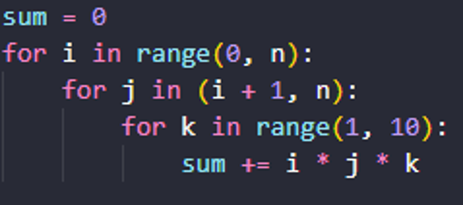 sum = 0
for i in range(0, n):
    for j in (i + 1, n):
        for k in range(1, 10):
            sum += i * j * k